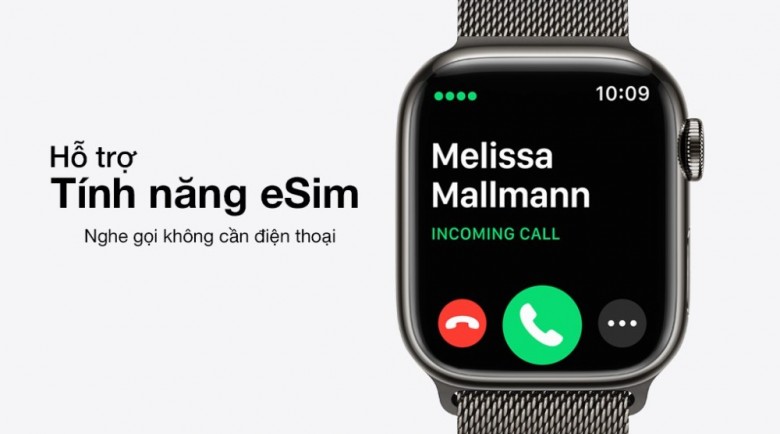 Hỗ trợ
Tính năng eSim
Nghe gọi không cần điện thoại
10:09
Melissa
Mallmann
INCOMING CALL